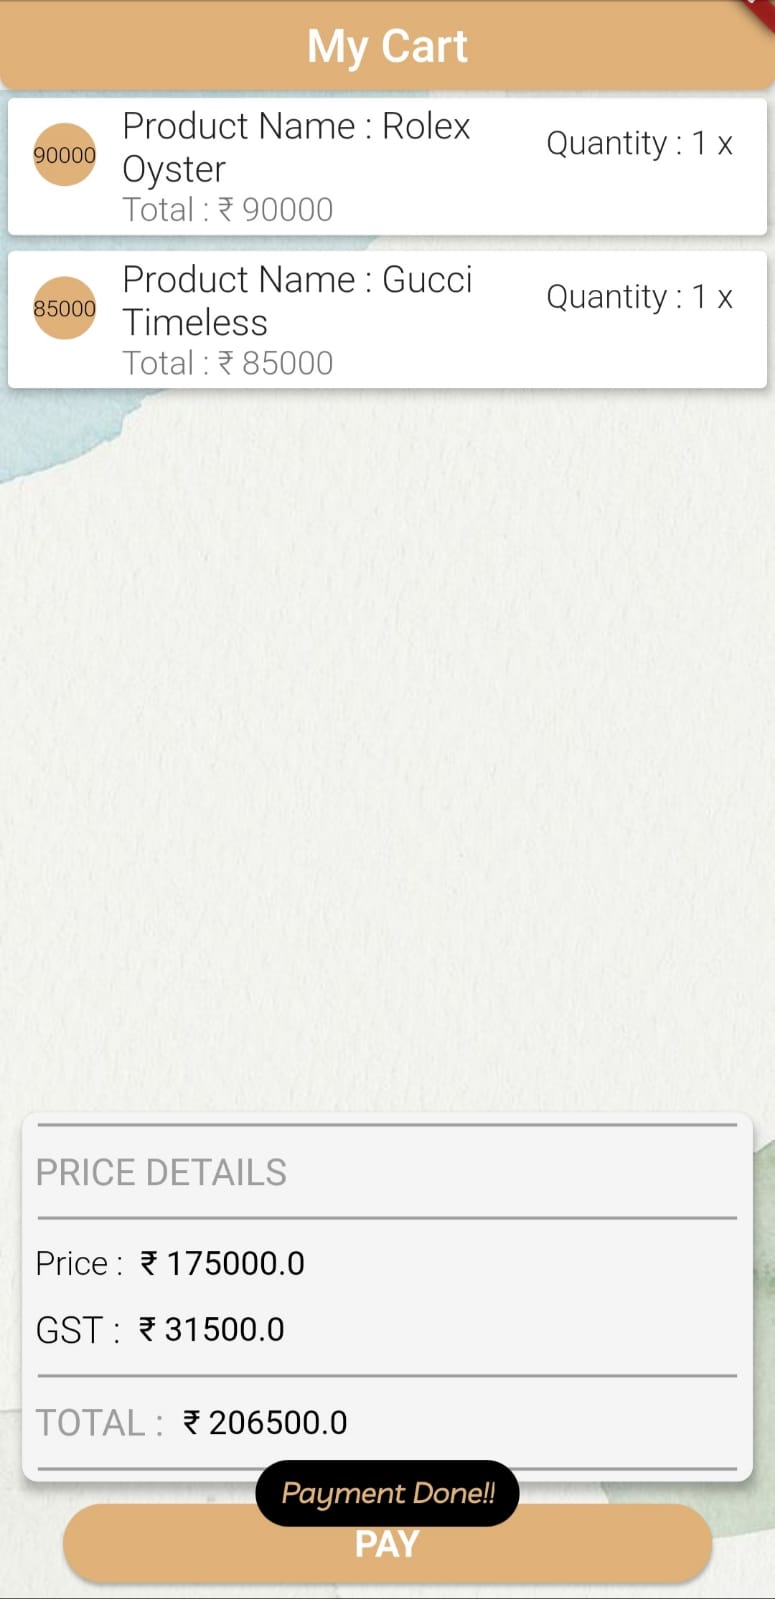 My Cart
90000
Product Name : Rolex
Oyster
Total : ₹ 90000
Quantity : 1 x
85000
Product Name : Gucci
Timeless
Total : ₹ 85000
Quantity : 1 x
PRICE DETAILS
Price : ₹ 175000.0
GST : ₹ 31500.0
TOTAL : ₹ 206500.0
Payment Done!!
PAY